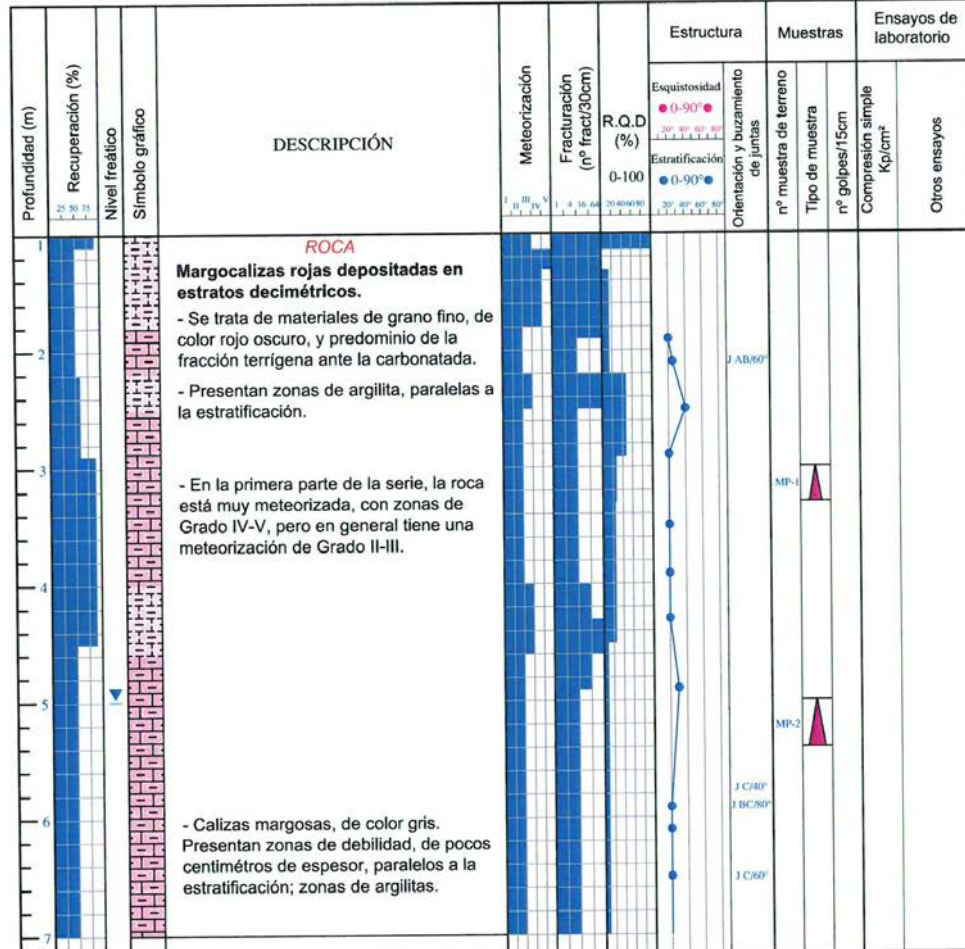 Profundidad (m)
Recuperación (%)
25 50 75
Nivel freático
Símbolo gráfico
DESCRIPCIÓN
Meteorización
I II III IV V
Fracturación
(nº fract/30cm)
1 4 16 64
R.Q.D
(%)
0-100
20 40 60 80
Estructura
Esquistosidad
0-90°
20° 40° 60° 80°
Estratificación
0-90°
20° 40° 60° 80°
Orientación y buzamiento
de juntas
Muestras
nº muestra de terreno
Tipo de muestra
nº golpes/15cm
Ensayos de
laboratorio
Compresión simple
Kp/cm²
Otros ensayos
1
ROCA
Margocalizas rojas depositadas en
estratos decimétricos.
- Se trata de materiales de grano fino, de
color rojo oscuro, y predominio de la
fracción terrígena ante la carbonatada.
2
J AB/60°
- Presentan zonas de argilita, paralelas a
la estratificación.
3
MP-1
- En la primera parte de la serie, la roca
está muy meteorizada, con zonas de
Grado IV-V, pero en general tiene una
meteorización de Grado II-III.
4
5
MP-2
J C/40°
J BC/80°
6
- Calizas margosas, de color gris.
Presentan zonas de debilidad, de pocos
centímetros de espesor, paralelos a la
estratificación; zonas de argilitas.
J C/60°
7